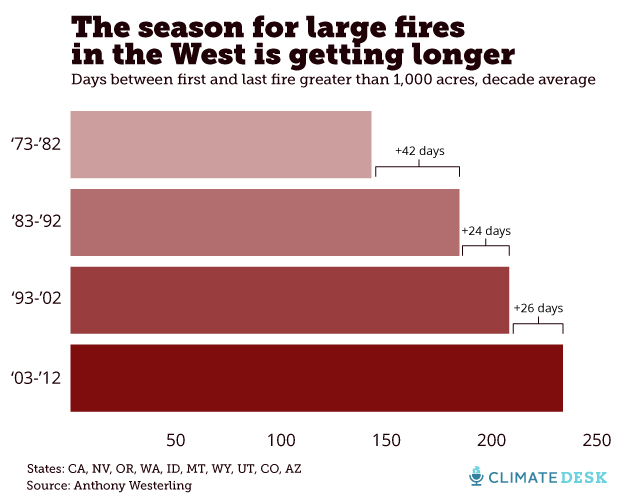 The season for large fires
in the West is getting longer
Days between first and last fire greater than 1,000 acres, decade average
‘73-’82
+42 days
‘83-’92
+24 days
‘93-’02
+26 days
‘03-’12
50 100 150 200 250
States: CA, NV, OR, WA, ID, MT, WY, UT, CO, AZ
Source: Anthony Westerling
CLIMATE DESK